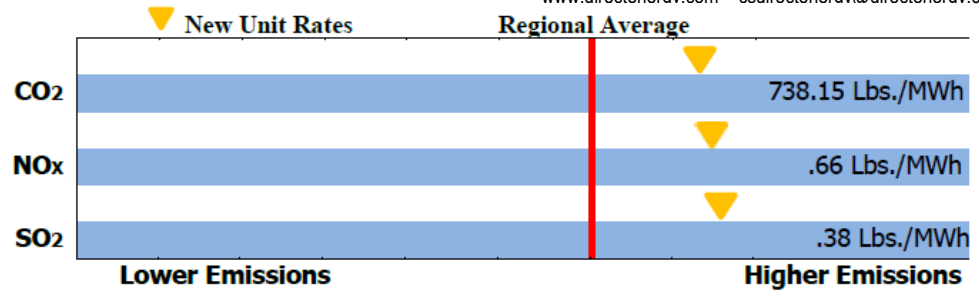 New Unit Rates Regional Average
CO2 738.15 Lbs./MWh
NOx .66 Lbs./MWh
SO2 .38 Lbs./MWh
Lower Emissions Higher Emissions